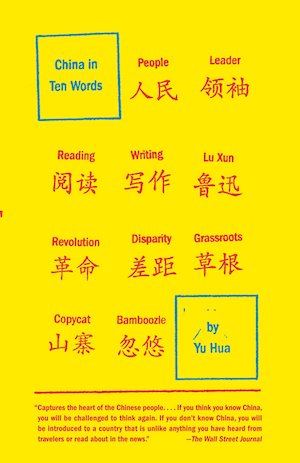 China in
Ten Words
People
人民
Leader
领袖
Reading
阅读
Writing
写作
Lu Xun
鲁迅
Revolution
革命
Disparity
差距
Grassroots
草根
Copycat
山寨
Bamboozle
忽悠
by
Yu Hua
"Captures the heart of the Chinese people. . . . If you think you know China,
you will be challenged to think again. If you don't know China, you will
be introduced to a country that is unlike anything you have heard from
travelers or read about in the news." —The Wall Street Journal